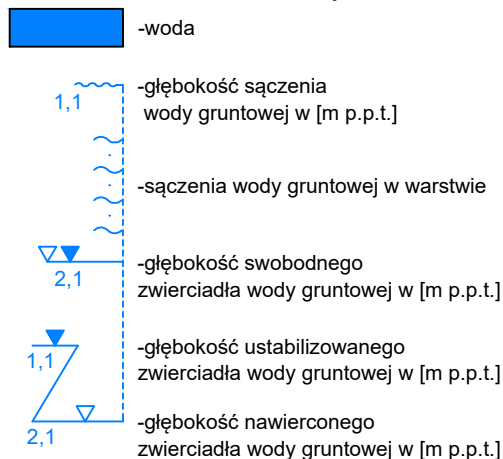 -woda
-głębokość sączenia
1,1
wody gruntowej w [m p.p.t.]
-sączenia wody gruntowej w warstwie
-głębokość swobodnego
2,1
zwierciadła wody gruntowej w [m p.p.t.]
-głębokość ustabilizowanego
1,1
zwierciadła wody gruntowej w [m p.p.t.]
-głębokość nawierconego
2,1
zwierciadła wody gruntowej w [m p.p.t.]